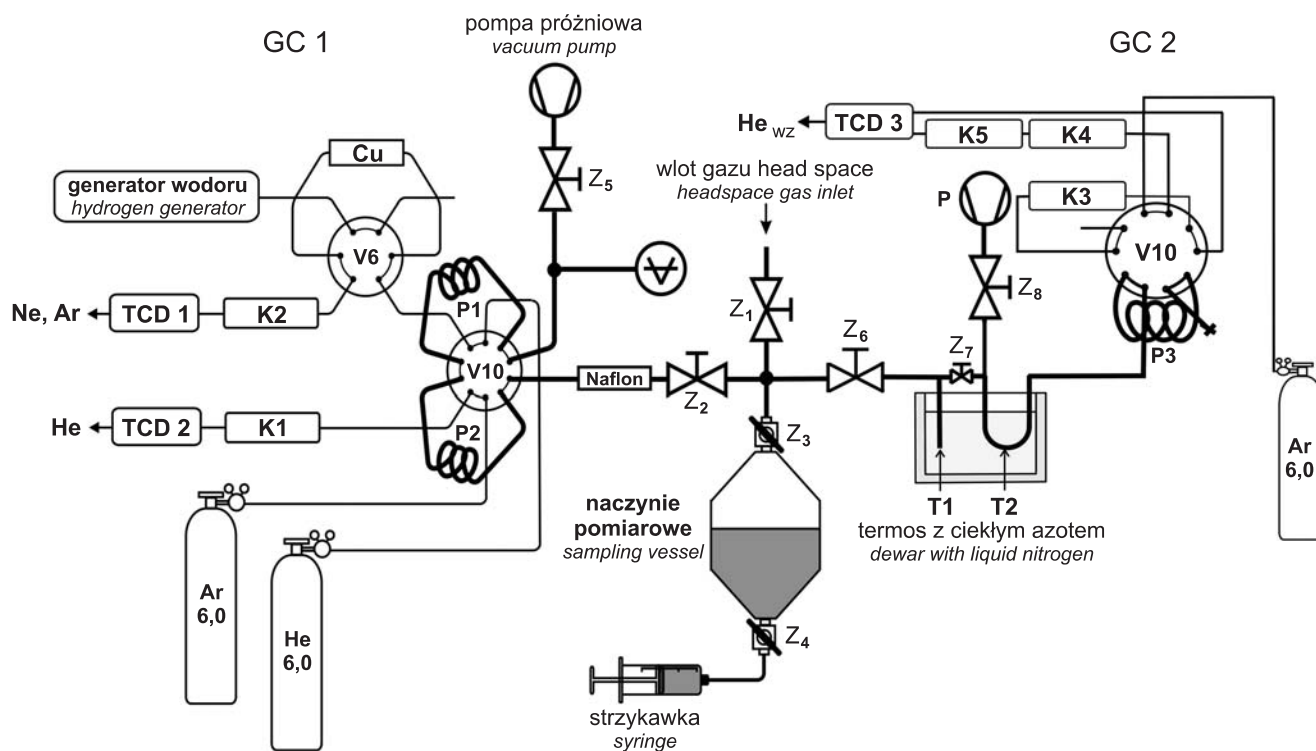 GC 1
pompa próżniowa
vacuum pump
GC 2
Z5
Cu
generator wodoru
hydrogen generator
V6
Ne, Ar
TCD 1
K2
P1
V10
He
TCD 2
K1
P2
Naflon
Z2
wlot gazu head space
headspace gas inlet
Z1
Z6
He wz
TCD 3
K5
K4
K3
P
V10
Z8
Z7
P3
Z3
naczynie
pomiarowe
sampling vessel
Z4
T1
T2
termos z ciekłym azotem
dewar with liquid nitrogen
Ar
6,0
Ar
6,0
He
6,0
strzykawka
syringe